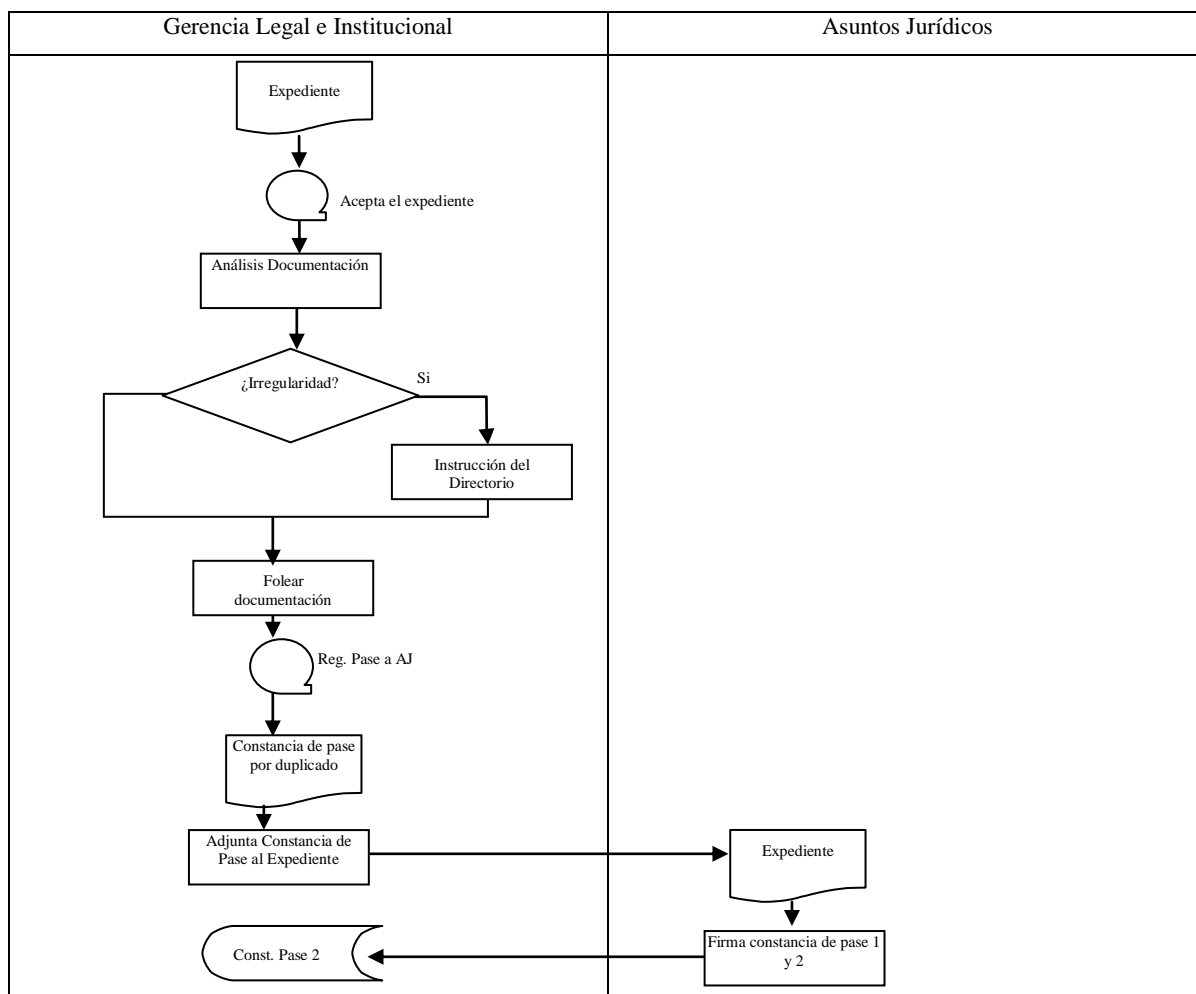 Gerencia Legal e Institucional
Asuntos Jurídicos
Expediente
Acepta el expediente
Análisis Documentación
¿Irregularidad?
Si
Instrucción del
Directorio
Folear
documentación
Reg. Pase a AJ
Constancia de pase
por duplicado
Adjunta Constancia de
Pase al Expediente
Expediente
Firma constancia de pase 1
y 2
Const. Pase 2